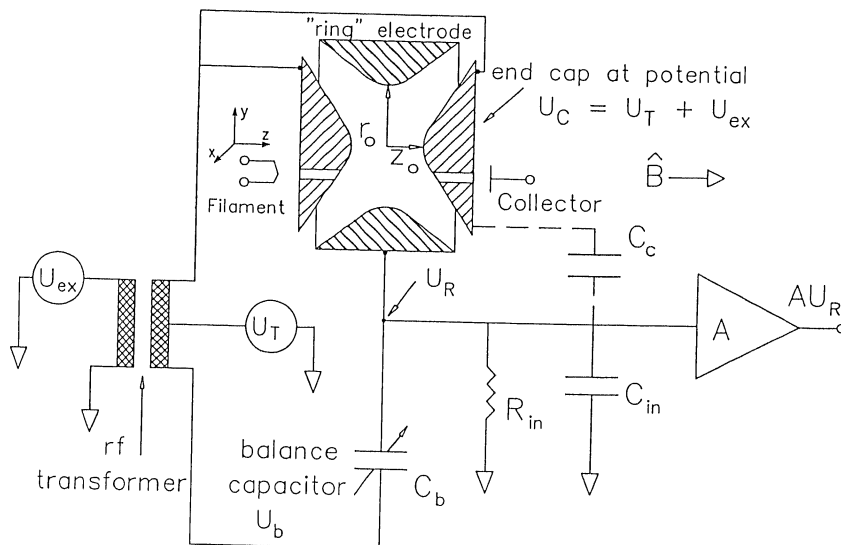 "ring" electrode
end cap at potential
U_C = U_T + U_ex
y
z
x
r_o
Z_o
B̂
Filament
Collector
C_c
U_ex
U_R
AU_R
U_T
A
R_in
C_in
rf
transformer
balance
capacitor
C_b
U_b